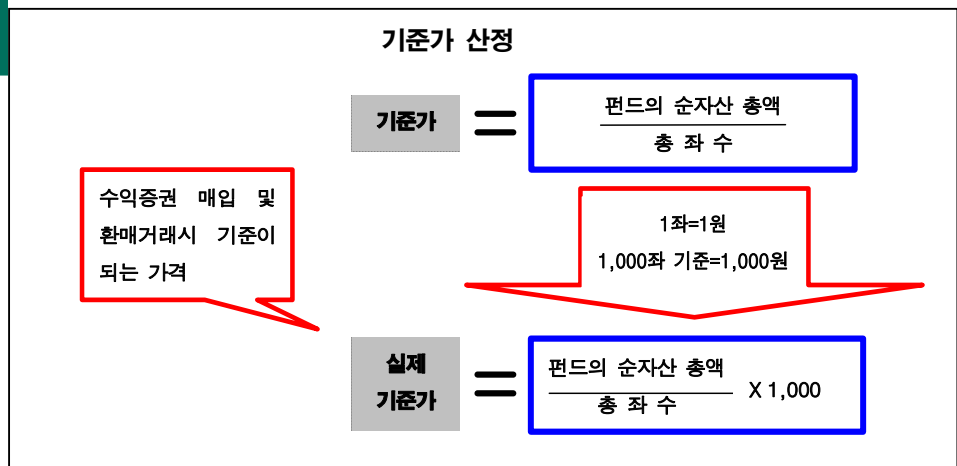 기준가 산정
기준가 = 펀드의 순자산 총액
총 좌 수
수익증권 매입 및
환매거래시 기준이
되는 가격
1좌=1원
1,000좌 기준=1,000원
실제
기준가 = 펀드의 순자산 총액
총 좌 수 X 1,000